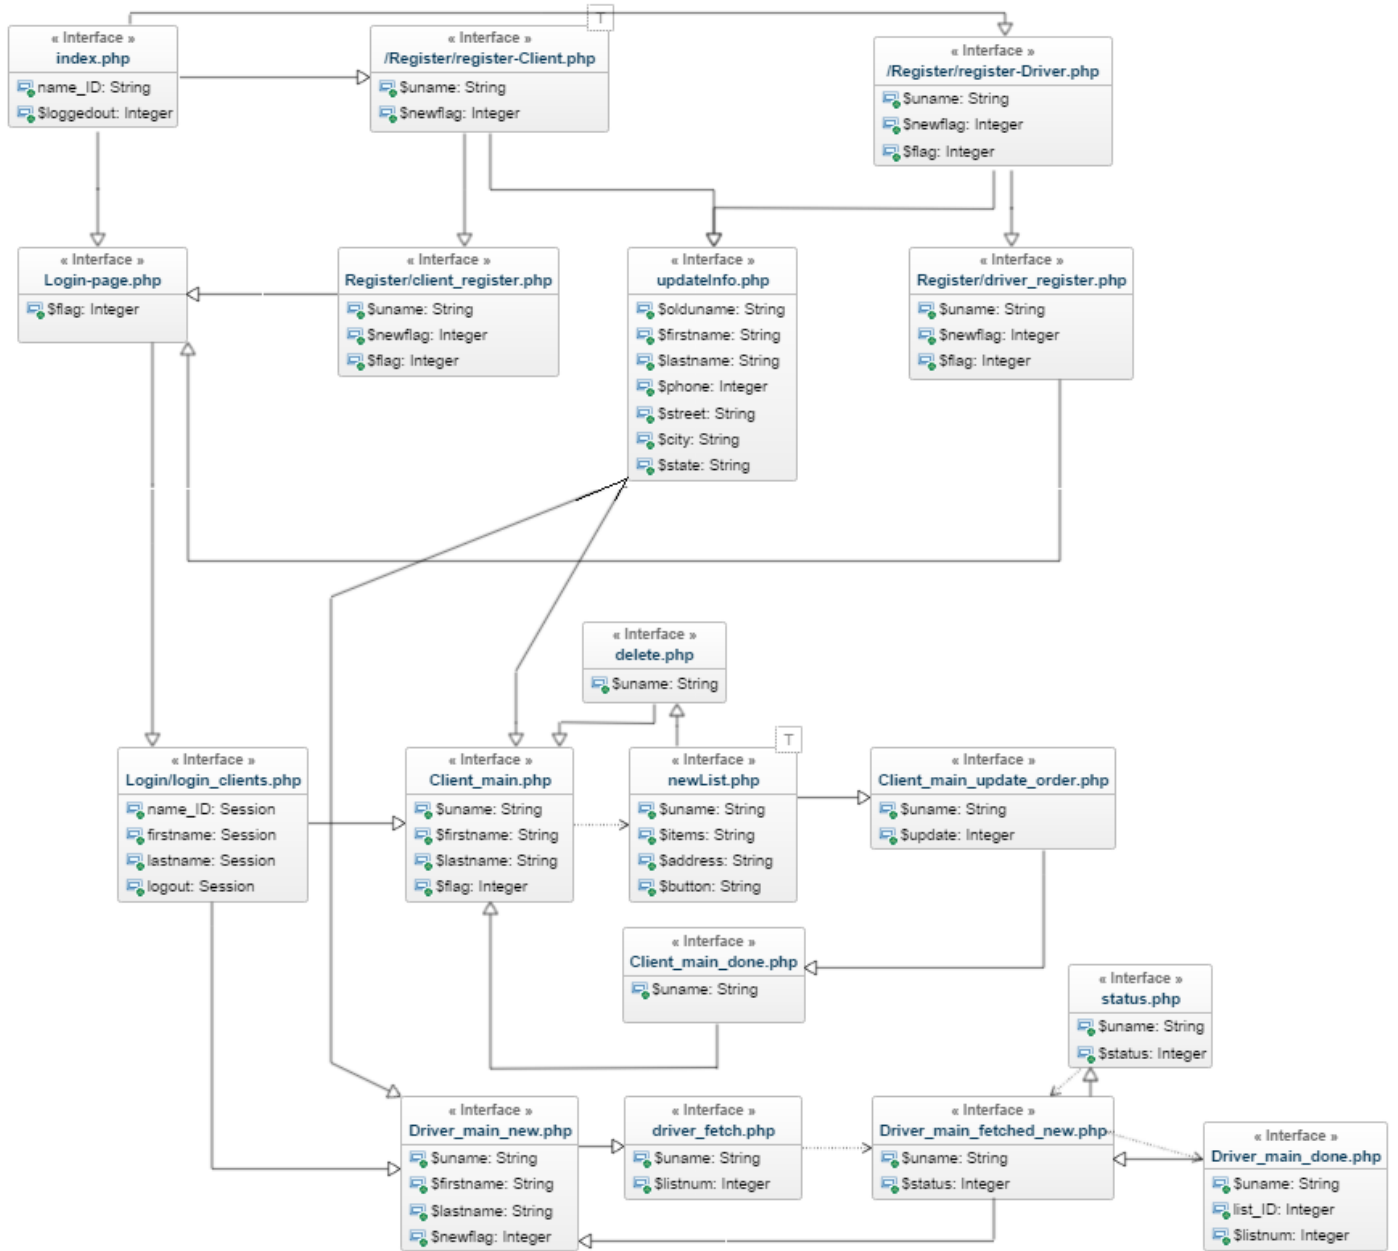 T
« Interface »
index.php
name_ID: String
$loggedout: Integer
« Interface »
/Register/register-Client.php
$uname: String
$newflag: Integer
« Interface »
/Register/register-Driver.php
$uname: String
$newflag: Integer
$flag: Integer
« Interface »
Login-page.php
$flag: Integer
« Interface »
Register/client_register.php
$uname: String
$newflag: Integer
$flag: Integer
« Interface »
updateInfo.php
$olduname: String
$firstname: String
$lastname: String
$phone: Integer
$street: String
$city: String
$state: String
« Interface »
Register/driver_register.php
$uname: String
$newflag: Integer
$flag: Integer
« Interface »
delete.php
$uname: String
T
« Interface »
Login/login_clients.php
name_ID: Session
firstname: Session
lastname: Session
logout: Session
« Interface »
Client_main.php
$uname: String
$firstname: String
$lastname: String
$flag: Integer
« Interface »
newList.php
$uname: String
$items: String
$address: String
$button: String
« Interface »
Client_main_update_order.php
$uname: String
$update: Integer
« Interface »
Client_main_done.php
$uname: String
« Interface »
status.php
$uname: String
$status: Integer
« Interface »
Driver_main_new.php
$uname: String
$firstname: String
$lastname: String
$newflag: Integer
« Interface »
driver_fetch.php
$uname: String
$listnum: Integer
« Interface »
Driver_main_fetched_new.php
$uname: String
$status: Integer
« Interface »
Driver_main_done.php
$uname: String
list_ID: Integer
$listnum: Integer